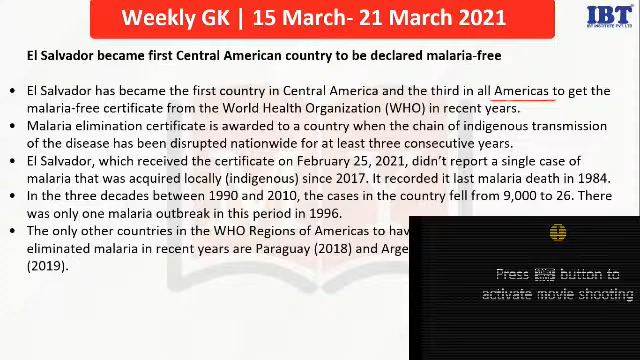 Weekly GK | 15 March- 21 March 2021
IBT
El Salvador became first Central American country to be declared malaria-free
• El Salvador has became the first country in Central America and the third in all Americas to get the
malaria-free certificate from the World Health Organization (WHO) in recent years.
• Malaria elimination certificate is awarded to a country when the chain of indigenous transmission
of the disease has been disrupted nationwide for at least three consecutive years.
• El Salvador, which received the certificate on February 25, 2021, didn't report a single case of
malaria that was acquired locally (indigenous) since 2017. It recorded it last malaria death in 1984.
• In the three decades between 1990 and 2010, the cases in the country fell from 9,000 to 26. There
was only one malaria outbreak in this period in 1996.
• The only other countries in the WHO Regions of Americas to hav
eliminated malaria in recent years are Paraguay (2018) and Arge
(2019).
Press button to
activate movie shooting